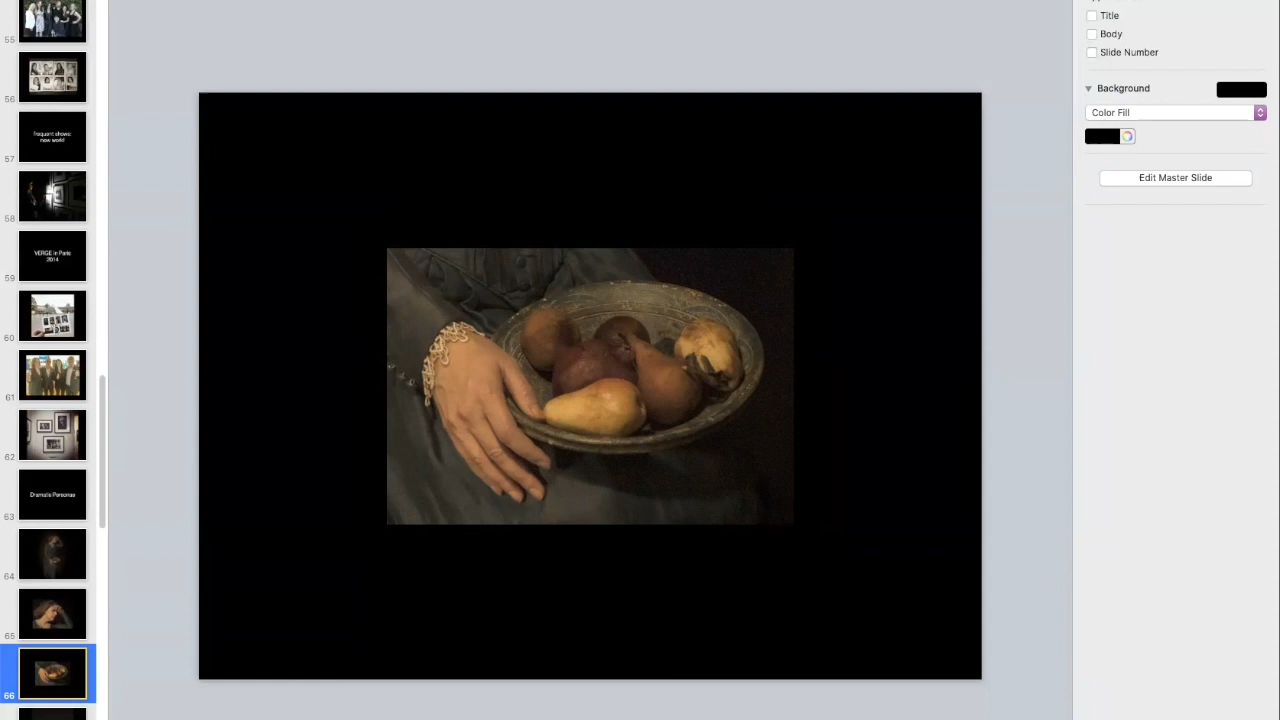 55
56
frequent shows:
new world
57
58
VERGE in Paris
2014
59
60
61
62
Dramatis Personae
63
64
65
66
Title
Body
Slide Number
Background
Color Fill
Edit Master Slide